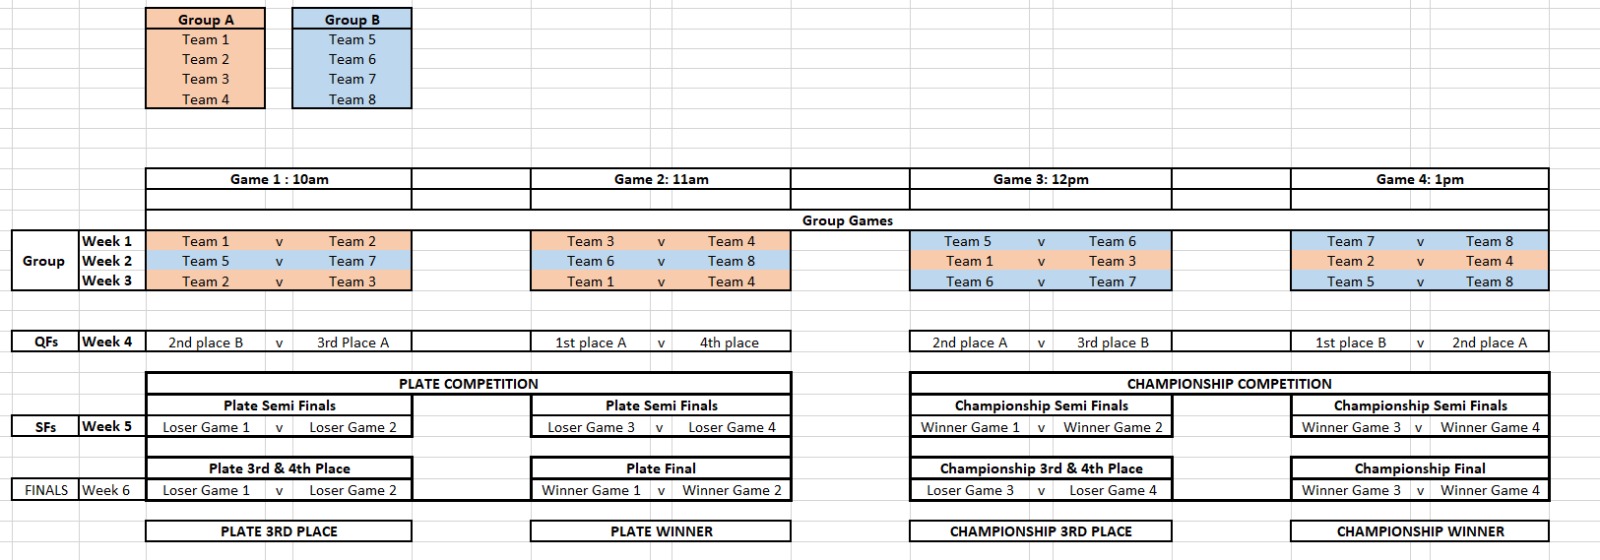 Group A Group B
Team 1 Team 5
Team 2 Team 6
Team 3 Team 7
Team 4 Team 8
Game 1 : 10am Game 2: 11am Game 3: 12pm Game 4: 1pm
Group Games
Group Week 1 Team 1 v Team 2 Team 3 v Team 4 Team 5 v Team 6 Team 7 v Team 8
Week 2 Team 5 v Team 7 Team 6 v Team 8 Team 1 v Team 3 Team 2 v Team 4
Week 3 Team 2 v Team 3 Team 1 v Team 4 Team 6 v Team 7 Team 5 v Team 8
QFs Week 4 2nd place B v 3rd Place A 1st place A v 4th place 2nd place A v 3rd place B 1st place B v 2nd place A
PLATE COMPETITION CHAMPIONSHIP COMPETITION
Plate Semi Finals Plate Semi Finals Championship Semi Finals Championship Semi Finals
SFs Week 5 Loser Game 1 v Loser Game 2 Loser Game 3 v Loser Game 4 Winner Game 1 v Winner Game 2 Winner Game 3 v Winner Game 4
Plate 3rd & 4th Place Plate Final Championship 3rd & 4th Place Championship Final
FINALS Week 6 Loser Game 1 v Loser Game 2 Winner Game 1 v Winner Game 2 Loser Game 3 v Loser Game 4 Winner Game 3 v Winner Game 4
PLATE 3RD PLACE PLATE WINNER CHAMPIONSHIP 3RD PLACE CHAMPIONSHIP WINNER